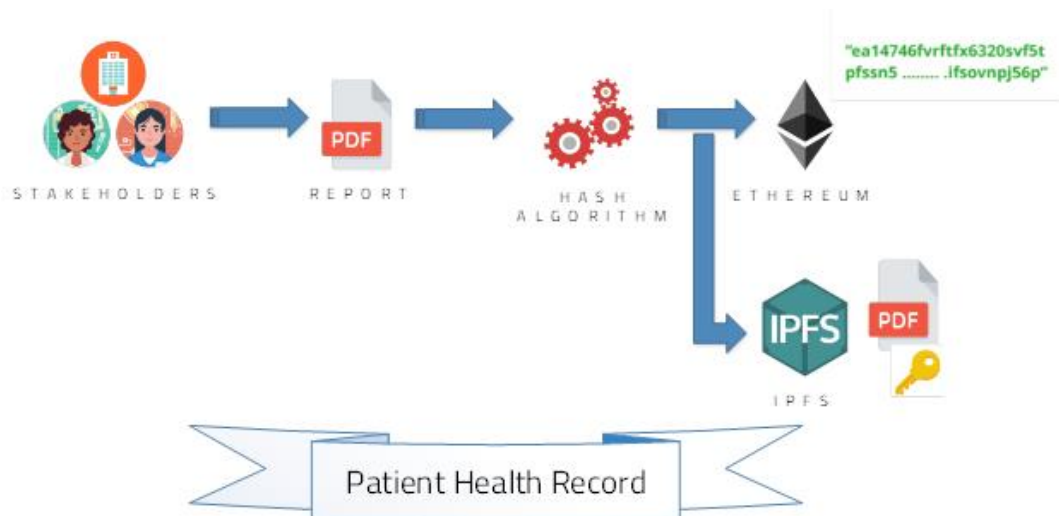 "ea14746fvrftfx6320svf5t
pfssn5 ........ .ifsovnpj56p"
PDF
STAKEHOLDERS
REPORT
HASH
ALGORITHM
ETHEREUM
IPFS
PDF
IPFS
Patient Health Record